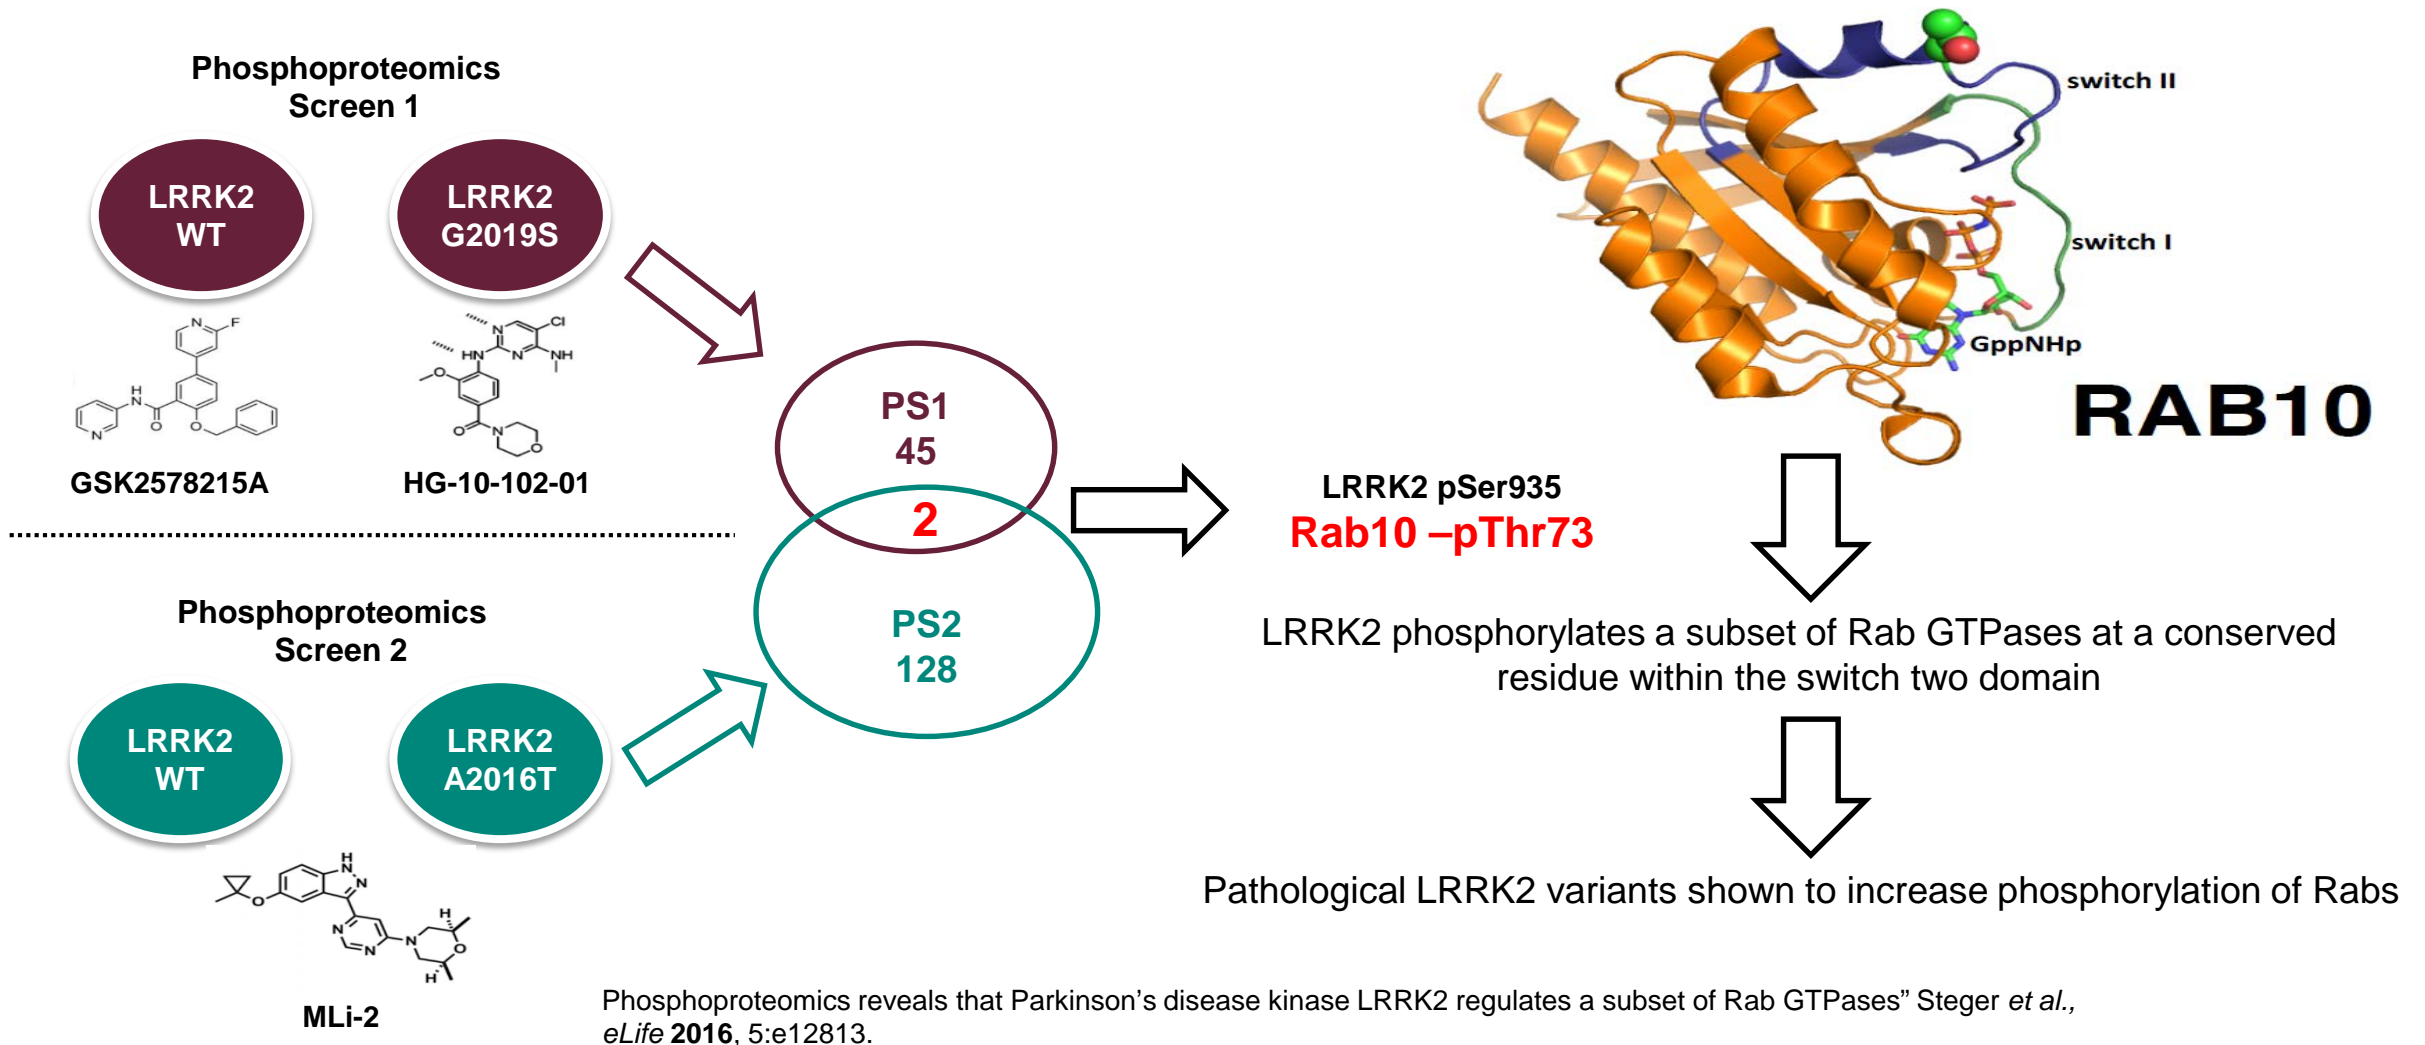 Phosphoproteomics
Screen 1
LRRK2
WT
LRRK2
G2019S
N
F
H
N
O
O
N
N
Cl
HN
N
NH
O
O
N
O
GSK2578215A
HG-10-102-01
Phosphoproteomics
Screen 2
LRRK2
WT
LRRK2
A2016T
H
N
N
O
N
N
N
H
O
H
MLi-2
PS1
45
2
PS2
128
LRRK2 pSer935
Rab10 –pThr73
switch II
switch I
GppNHp
RAB10
LRRK2 phosphorylates a subset of Rab GTPases at a conserved
residue within the switch two domain
Pathological LRRK2 variants shown to increase phosphorylation of Rabs
Phosphoproteomics reveals that Parkinson’s disease kinase LRRK2 regulates a subset of Rab GTPases” Steger et al.,
eLife 2016, 5:e12813.